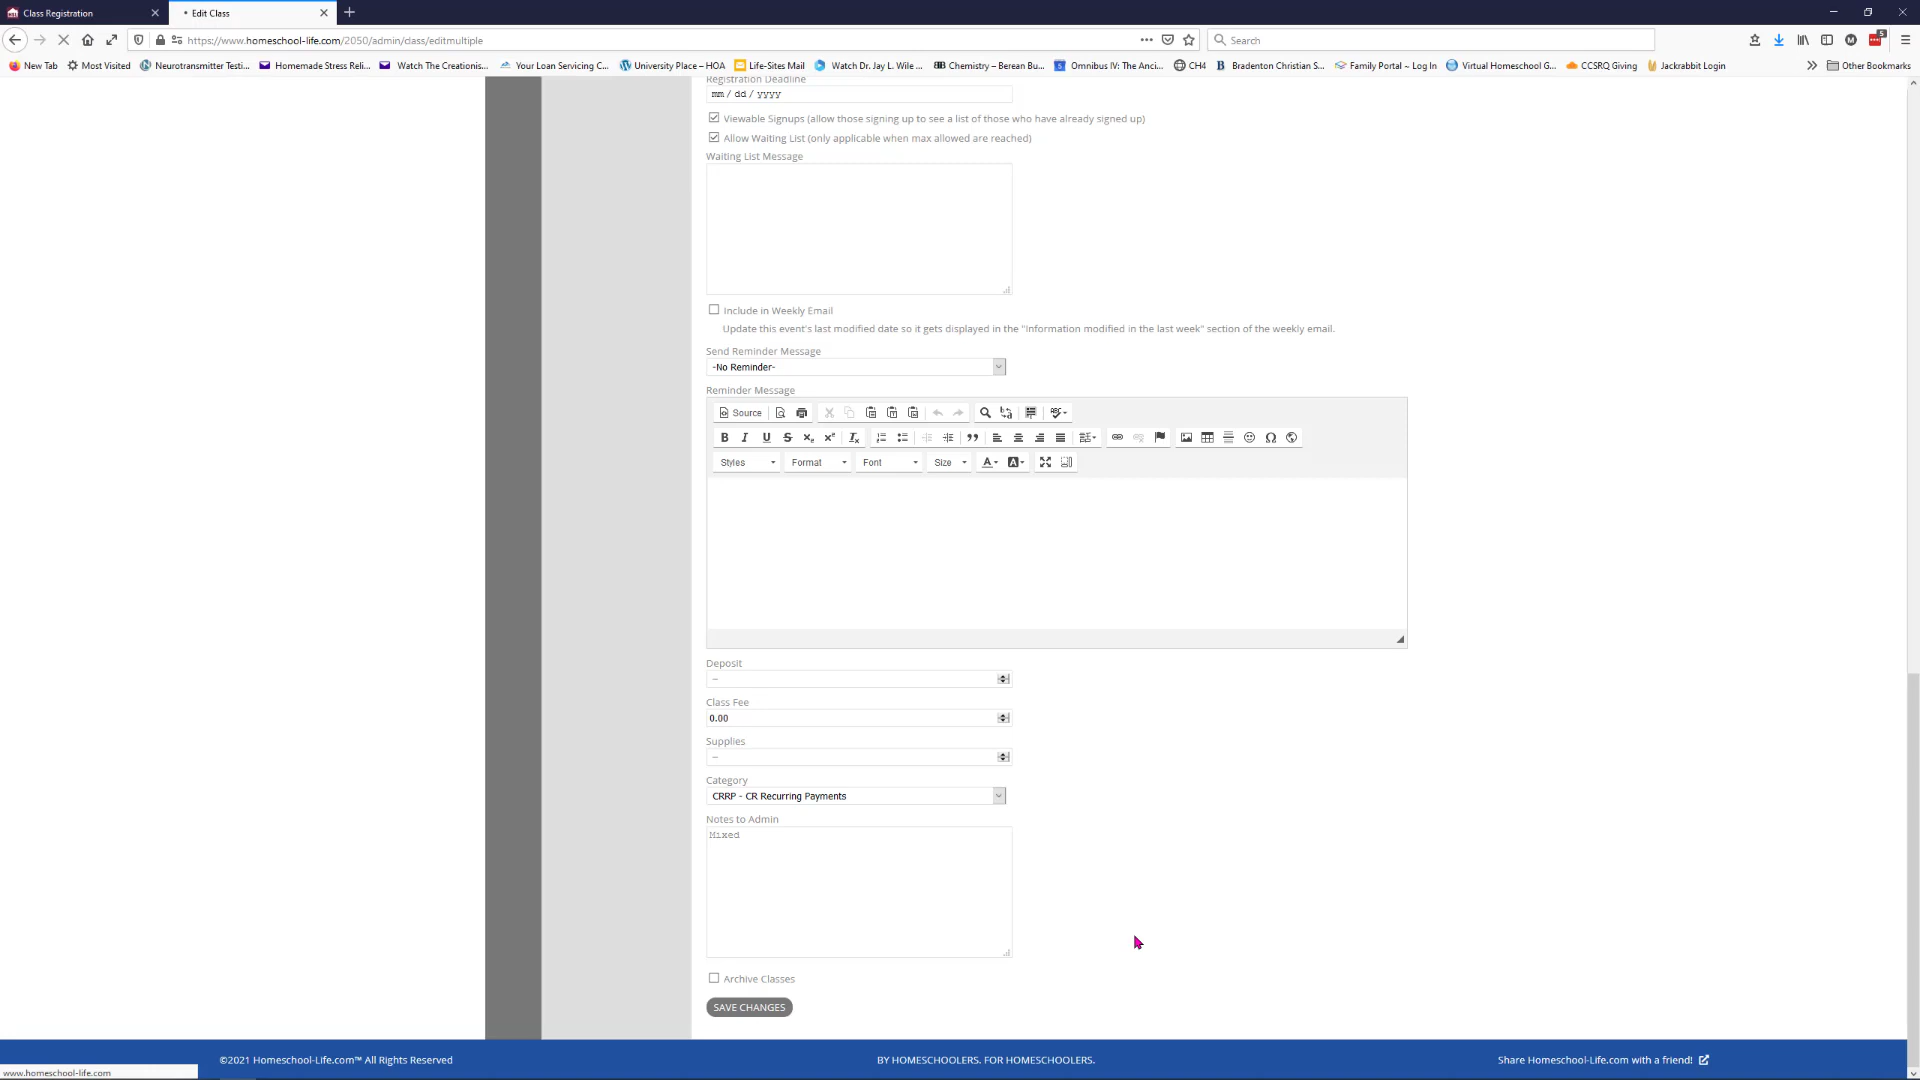 Class Registration
Edit Class
https://www.homeschool-life.com/2050/admin/class/editmultiple
Search
5
New Tab
Most Visited
Neurotransmitter Testi...
Homemade Stress Reli...
Watch The Creationis...
Your Loan Servicing C...
University Place – HOA
Life-Sites Mail
Watch Dr. Jay L. Wile ...
Chemistry – Berean Bu...
Omnibus IV: The Anci...
CH4
Bradenton Christian S...
Family Portal ~ Log In
Virtual Homeschool G...
CCSRQ Giving
Jackrabbit Login
Other Bookmarks
Registration Deadline
mm / dd / yyyy
Viewable Signups (allow those signing up to see a list of those who have already signed up)
Allow Waiting List (only applicable when max allowed are reached)
Waiting List Message
Include in Weekly Email
Update this event's last modified date so it gets displayed in the "Information modified in the last week" section of the weekly email.
Send Reminder Message
-No Reminder-
Reminder Message
Source
Styles
Format
Font
Size
Deposit
--
Class Fee
0.00
Supplies
--
Category
CRRP - CR Recurring Payments
Notes to Admin
Mixed
Archive Classes
SAVE CHANGES
©2021 Homeschool-Life.com™ All Rights Reserved
BY HOMESCHOOLERS. FOR HOMESCHOOLERS.
Share Homeschool-Life.com with a friend!
www.homeschool-life.com